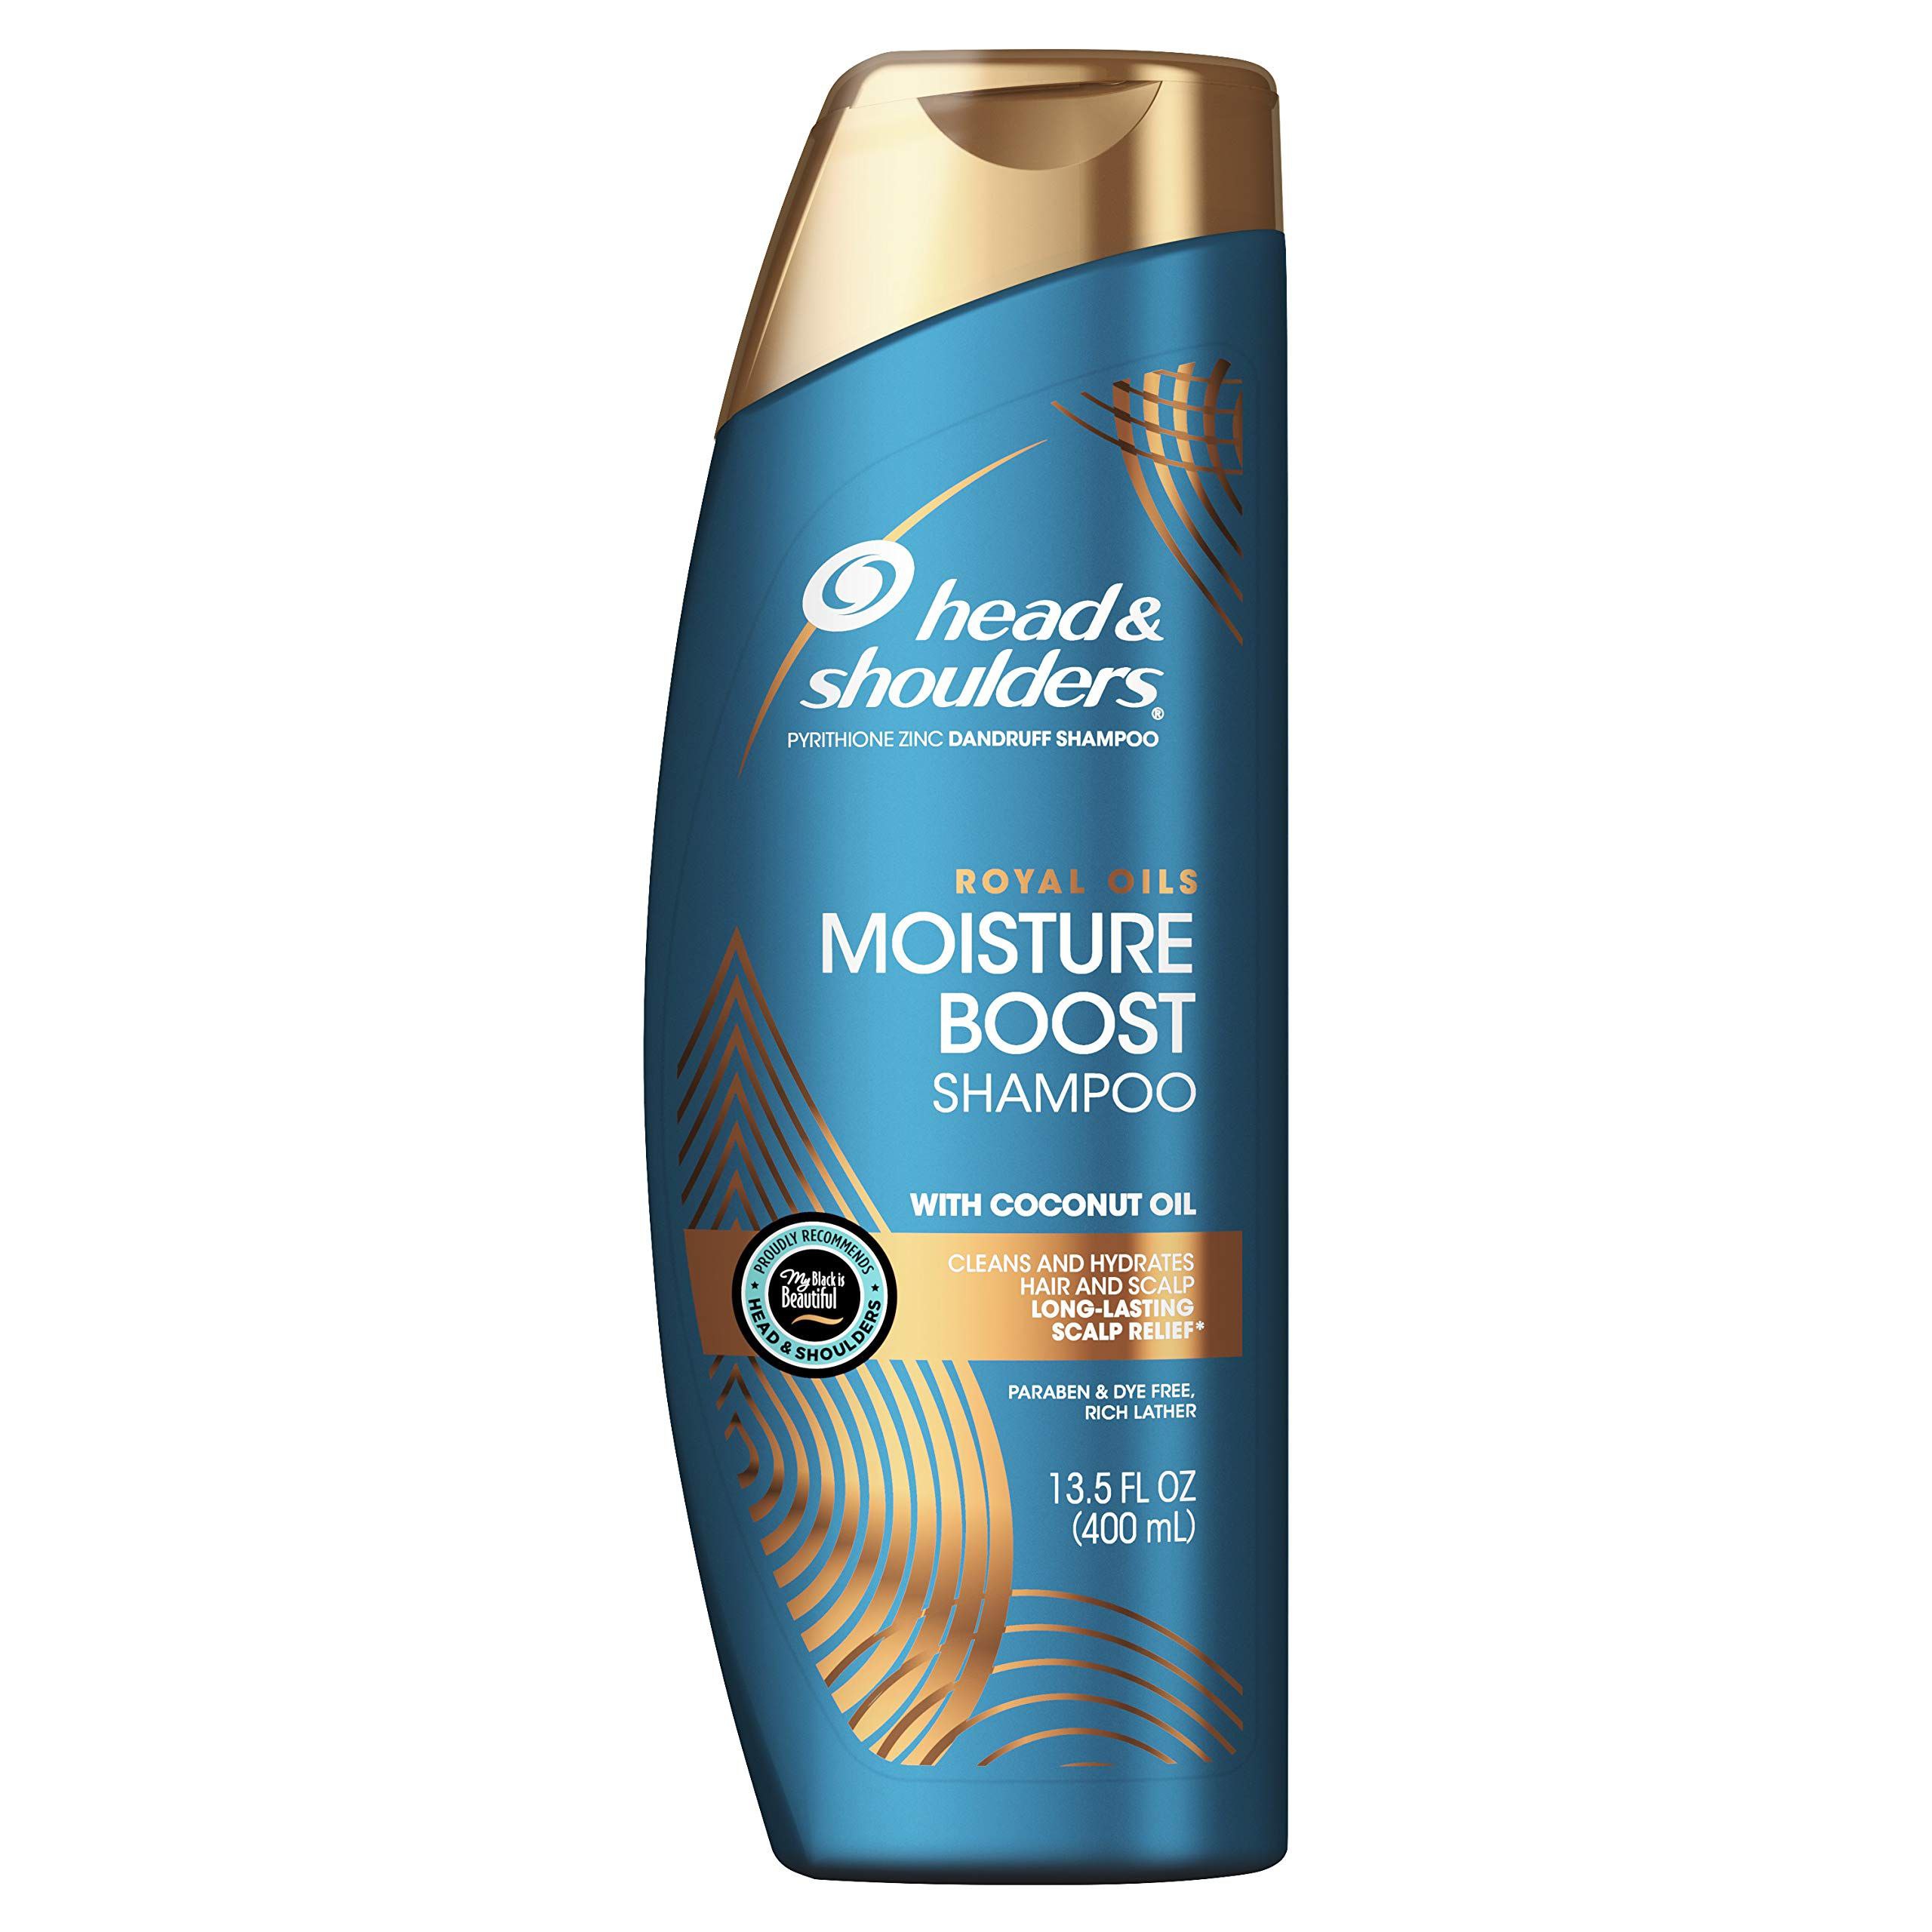 head &
shoulders®
PYRITHIONE ZINC DANDRUFF SHAMPOO
ROYAL OILS
MOISTURE
BOOST
SHAMPOO
WITH COCONUT OIL
PROUDLY RECOMMENDS
My Black is
Beautiful
HEAD & SHOULDERS
CLEANS AND HYDRATES
HAIR AND SCALP
LONG-LASTING
SCALP RELIEF*
PARABEN & DYE FREE,
RICH LATHER
13.5 FL OZ
(400 mL)